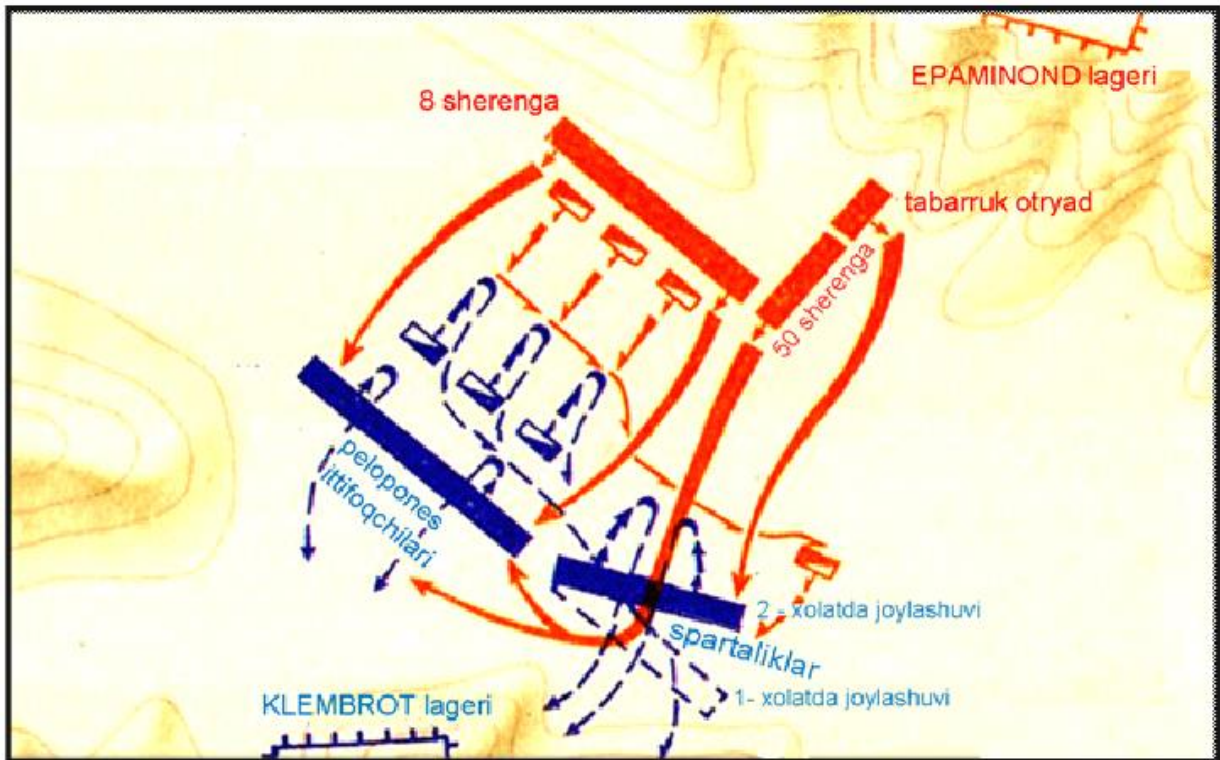 EPAMINOND lageri
8 sherenga
tabarruk otryad
50 sherenga
pelopones
ittifoqchilari
2 - xolatda joylashuvi
spartaliklar
1- xolatda joylashuvi
KLEMBROT lageri